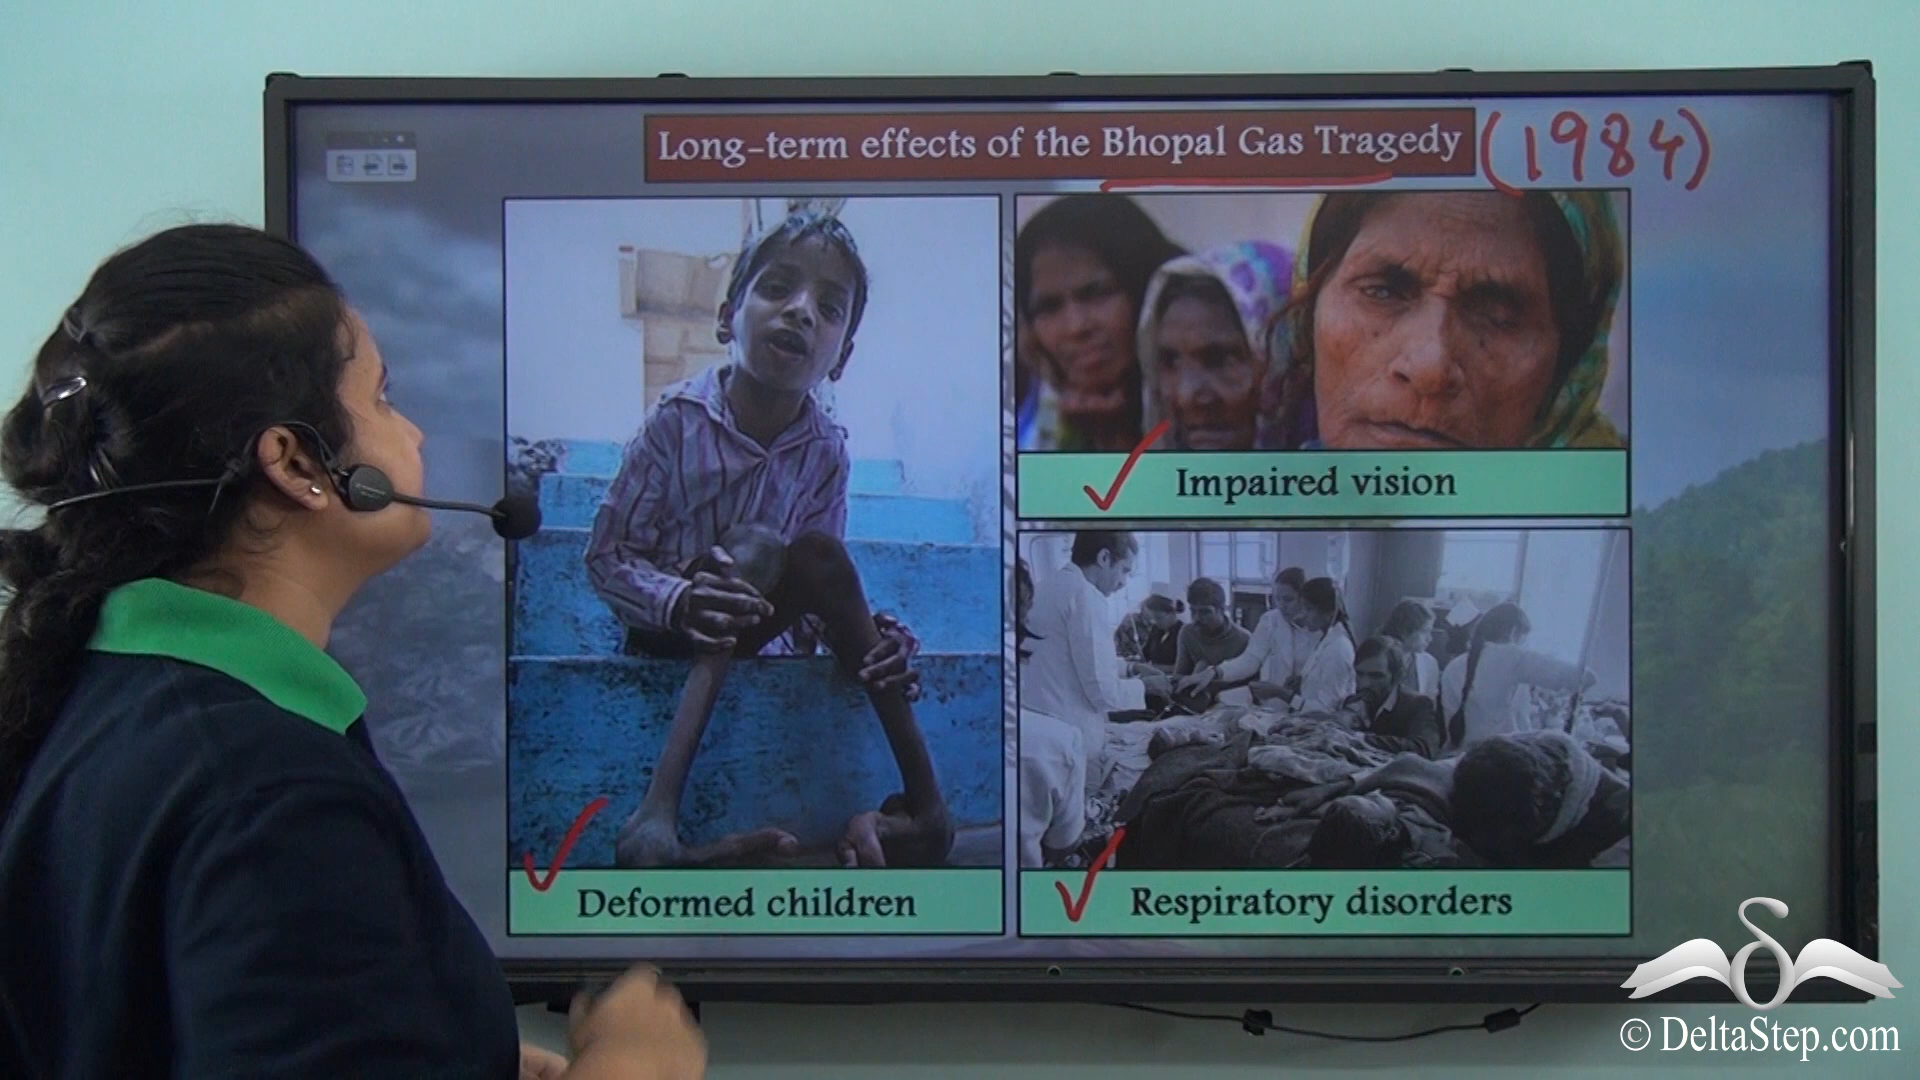 Long-term effects of the Bhopal Gas Tragedy (1984)
Impaired vision
Deformed children
Respiratory disorders
© DeltaStep.com